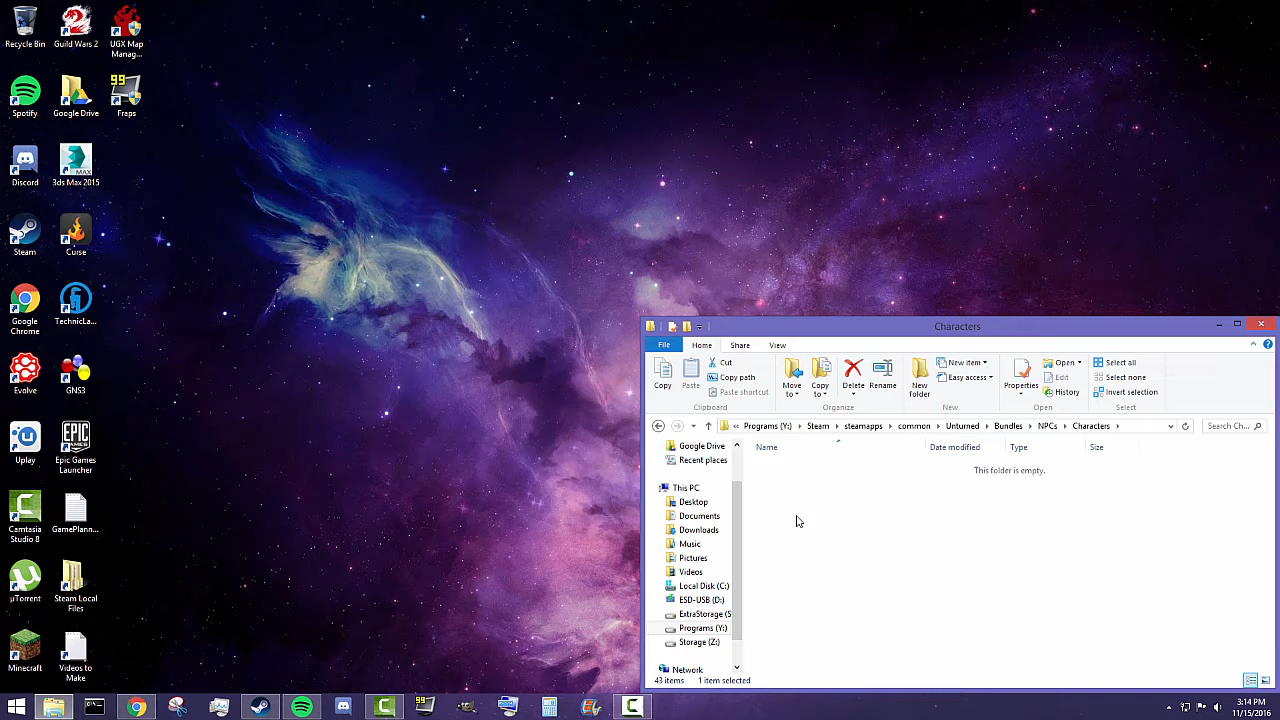 Recycle Bin
Guild Wars 2
UGX Map
Manag...
99
Spotify
Google Drive
Fraps
Discord
MAX
3ds Max 2015
Steam
Curse
Google
Chrome
TechnicLa...
Evolve
GNS3
Uplay
EPIC
GAMES
Epic Games
Launcher
Camtasia
Studio 8
GamePlann...
µTorrent
Steam Local
Files
Minecraft
Videos to
Make
Characters
File
Home
Share
View
Copy
Paste
Cut
Copy path
Paste shortcut
Clipboard
Move
to
Copy
to
Delete
Rename
Organize
New
folder
New item
Easy access
New
Properties
Open
Edit
History
Open
Select all
Select none
Invert selection
Select
Programs (Y:)
Steam
steamapps
common
Unturned
Bundles
NPCs
Characters
Search Ch...
Name
Date modified
Type
Size
This folder is empty.
Google Drive
Recent places
This PC
Desktop
Documents
Downloads
Music
Pictures
Videos
Local Disk (C:)
ESD-USB (D:)
ExtraStorage (S
Programs (Y:)
Storage (Z:)
Network
43 items
1 item selected
99
3:14 PM
11/15/2016